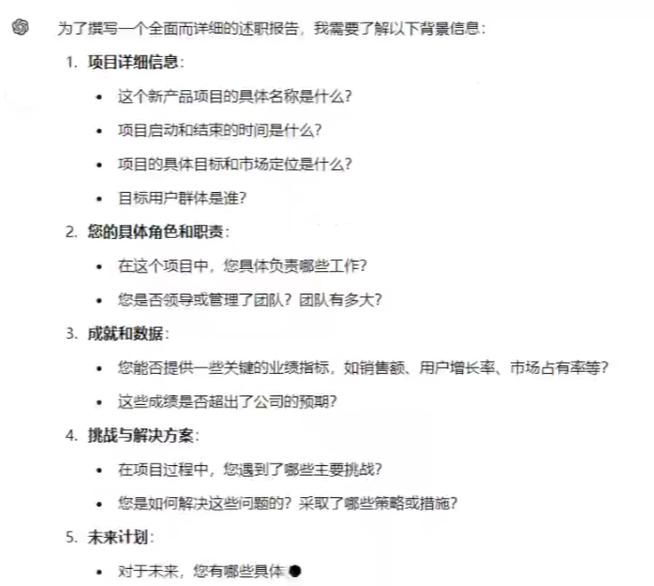 为了撰写一个全面而详细的述职报告，我需要了解以下背景信息：
1. 项目详细信息：
• 这个新产品项目的具体名称是什么？
• 项目启动和结束的时间是什么？
• 项目的具体目标和市场定位是什么？
• 目标用户群体是谁？
2. 您的具体角色和职责：
• 在这个项目中，您具体负责哪些工作？
• 您是否领导或管理了团队？团队有多大？
3. 成就和数据：
• 您能否提供一些关键的业绩指标，如销售额、用户增长率、市场占有率等？
• 这些成绩是否超出了公司的预期？
4. 挑战与解决方案：
• 在项目过程中，您遇到了哪些主要挑战？
• 您是如何解决这些问题的？采取了哪些策略或措施？
5. 未来计划：
• 对于未来，您有哪些具体